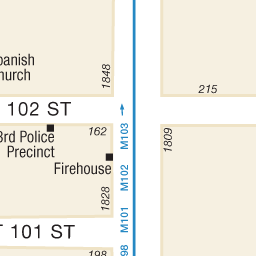 panish
hurch
1848
215
102 ST
3rd Police
Precinct
162
M103
1809
Firehouse
M102
1828
M101
T 101 ST
198
98